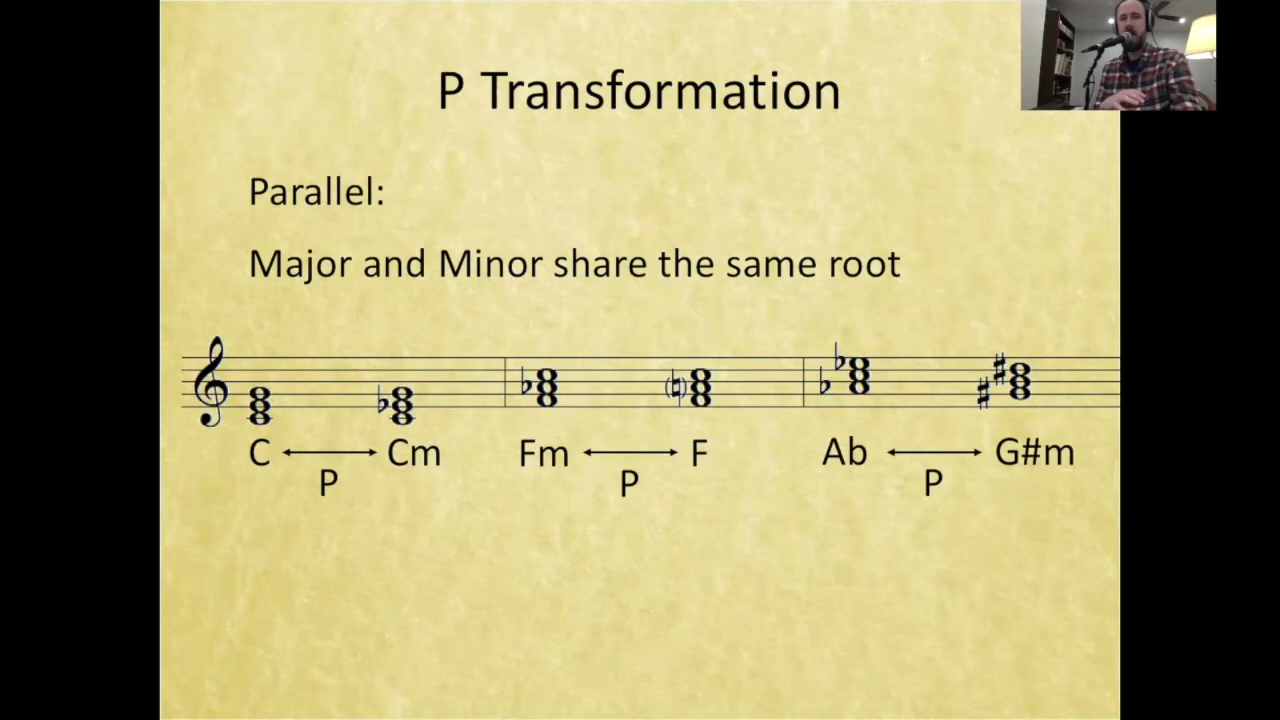 P Transformation
Parallel:
Major and Minor share the same root
C Cm Fm F Ab G#m
P P P